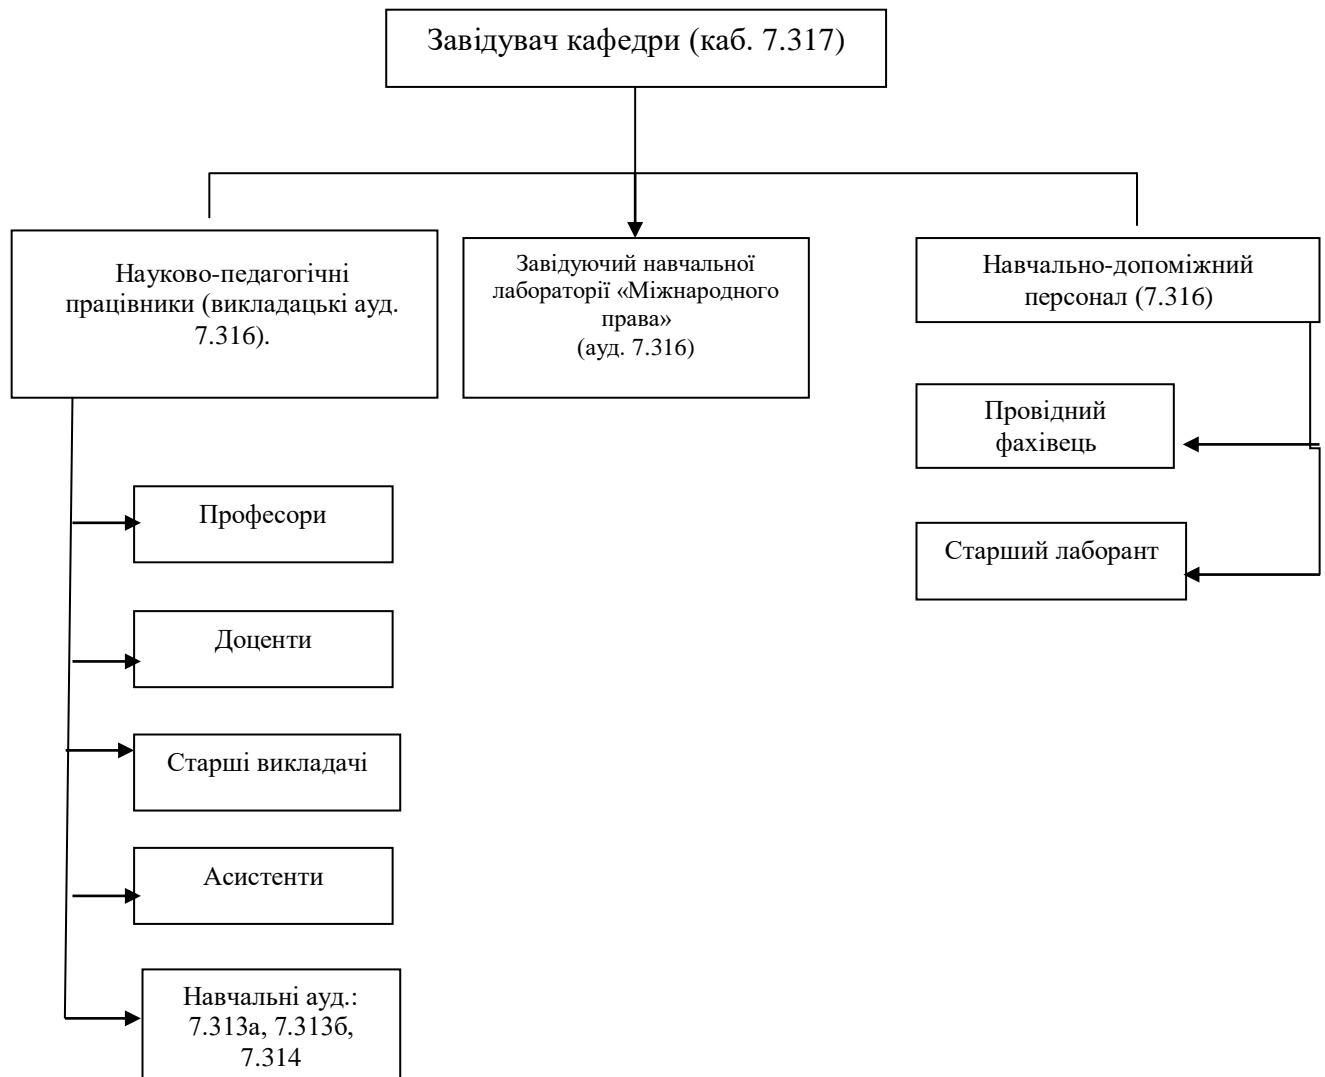 Завідувач кафедри (каб. 7.317)
Науково-педагогічні
працівники (викладацькі ауд.
7.316).
Завідуючий навчальної
лабораторії «Міжнародного
права»
(ауд. 7.316)
Навчально-допоміжний
персонал (7.316)
Провідний
фахівець
Старший лаборант
Професори
Доценти
Старші викладачі
Асистенти
Навчальні ауд.:
7.313а, 7.313б,
7.314